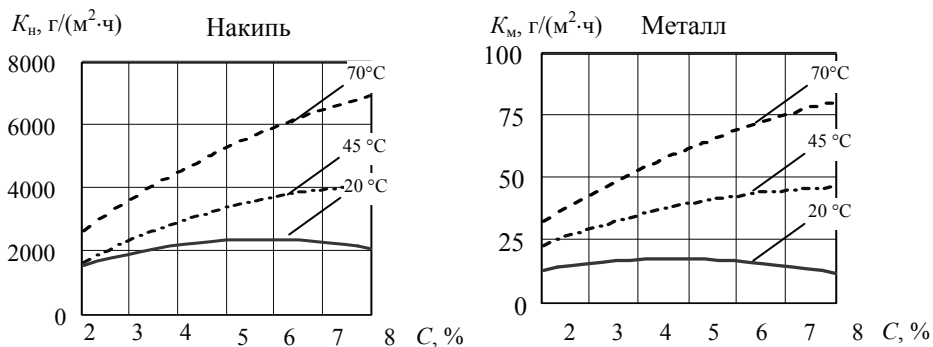 Kн, г/(м²·ч) Накипь
8000
6000
4000
2000
0
70°C
45 °C
20 °C
2 3 4 5 6 7 8 C, %
Kм, г/(м²·ч) Металл
100
75
50
25
0
70°C
45 °C
20 °C
2 3 4 5 6 7 8 C, %